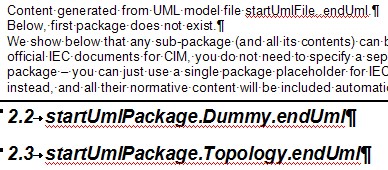 Content generated from UML model file startUmlFile..endUml.¶
Below, first package does not exist.¶
We show below that any sub-package (and all its contents) can b
official IEC documents for CIM, you do not need to specify a sep
package – you can just use a single package placeholder for IEC
instead, and all their normative content will be included automati
2.2→startUmlPackage.Dummy.endUml¶
2.3→startUmlPackage.Topology.endUml¶